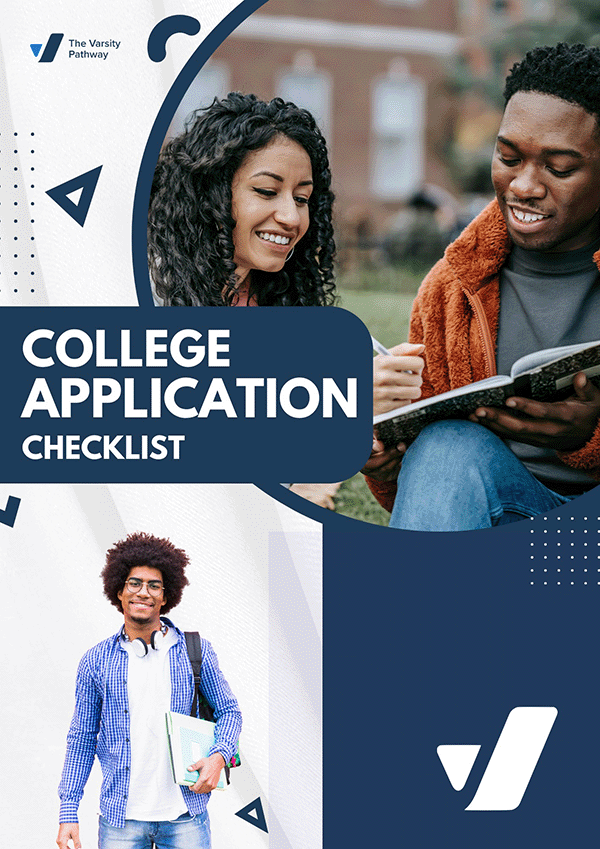 The Varsity
Pathway
COLLEGE
APPLICATION
CHECKLIST